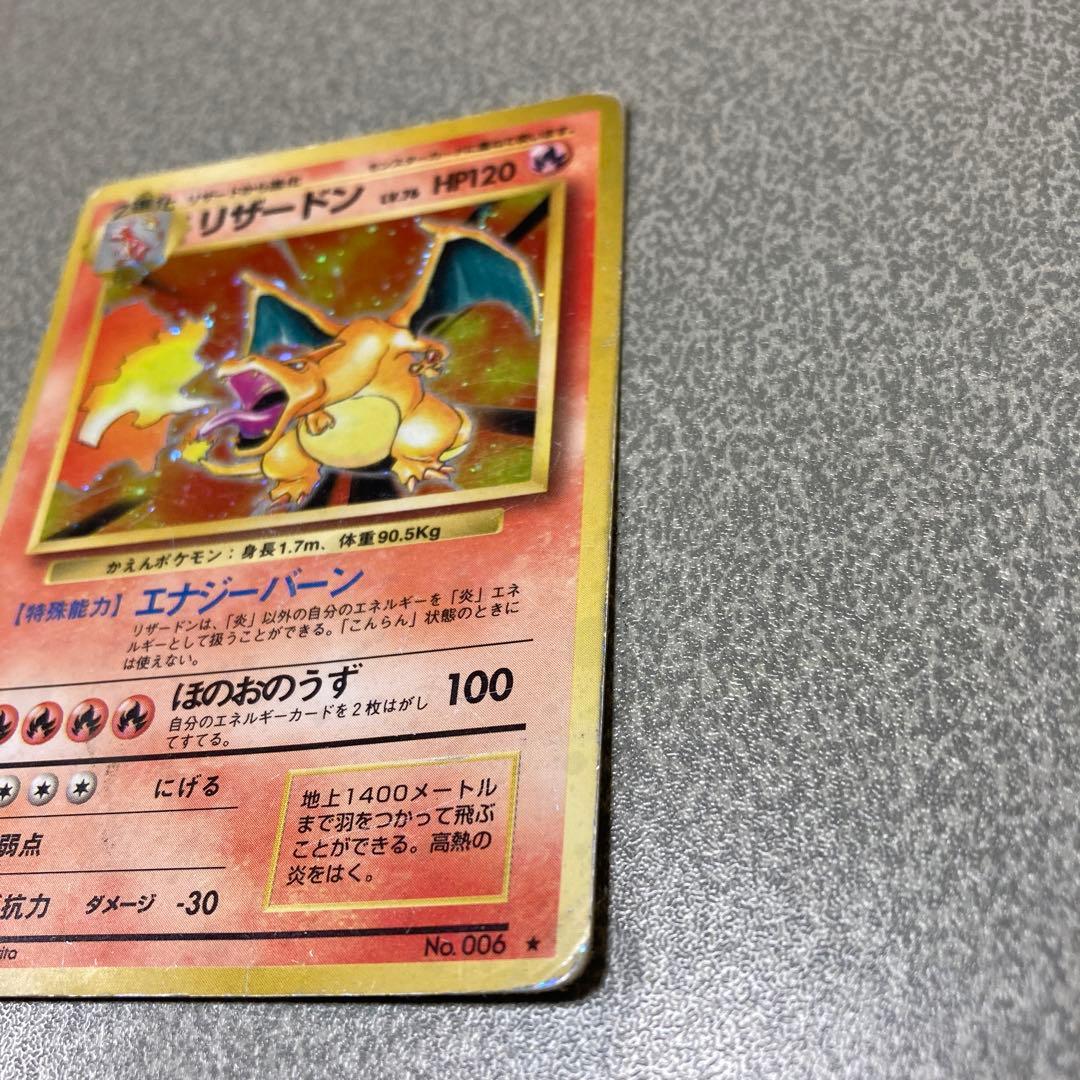 2進化 リザードから進化
リザードン LV.76 HP120
かえんポケモン：身長1.7m、体重90.5Kg
【特殊能力】エナジーバーン
リザードンは、「炎」以外の自分のエネルギーを「炎」エネ
ルギーとして扱うことができる。「こんらん」状態のときに
は使えない。
ほのおのうず 100
自分のエネルギーカードを2枚はがし
てすてる。
にげる
弱点
抗力 ダメージ -30
地上1400メートル
まで羽をつかって飛ぶ
ことができる。高熱の
炎をはく。
No. 006 ★